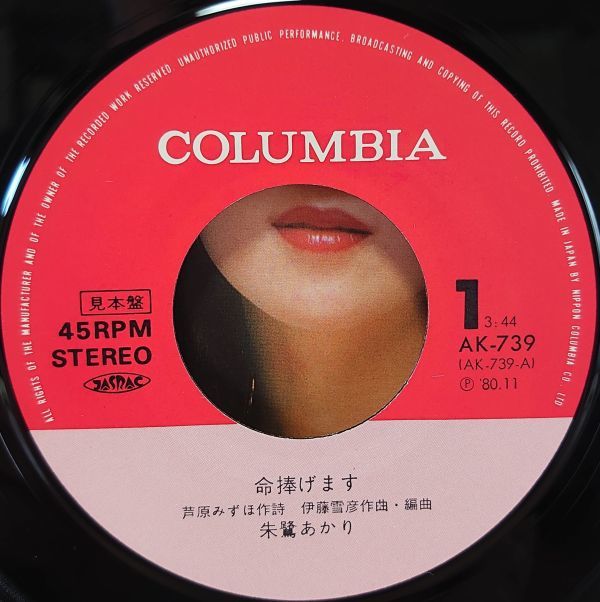 ALL RIGHTS OF THE MANUFACTURER AND OF THE OWNER OF THE RECORDED WORK RESERVED. UNAUTHORIZED PUBLIC PERFORMANCE. BROADCASTING AND COPYING OF THIS RECORD PROHIBITED. MADE IN JAPAN BY NIPPON COLUMBIA CO. LTD
COLUMBIA
見本盤
45RPM
STEREO
JASRAC
1
3:44
AK-739
(AK-739-A)
Ⓟ '80.11
命捧げます
芦原みずほ作詩 伊藤雪彦作曲・編曲
朱鷺あかり